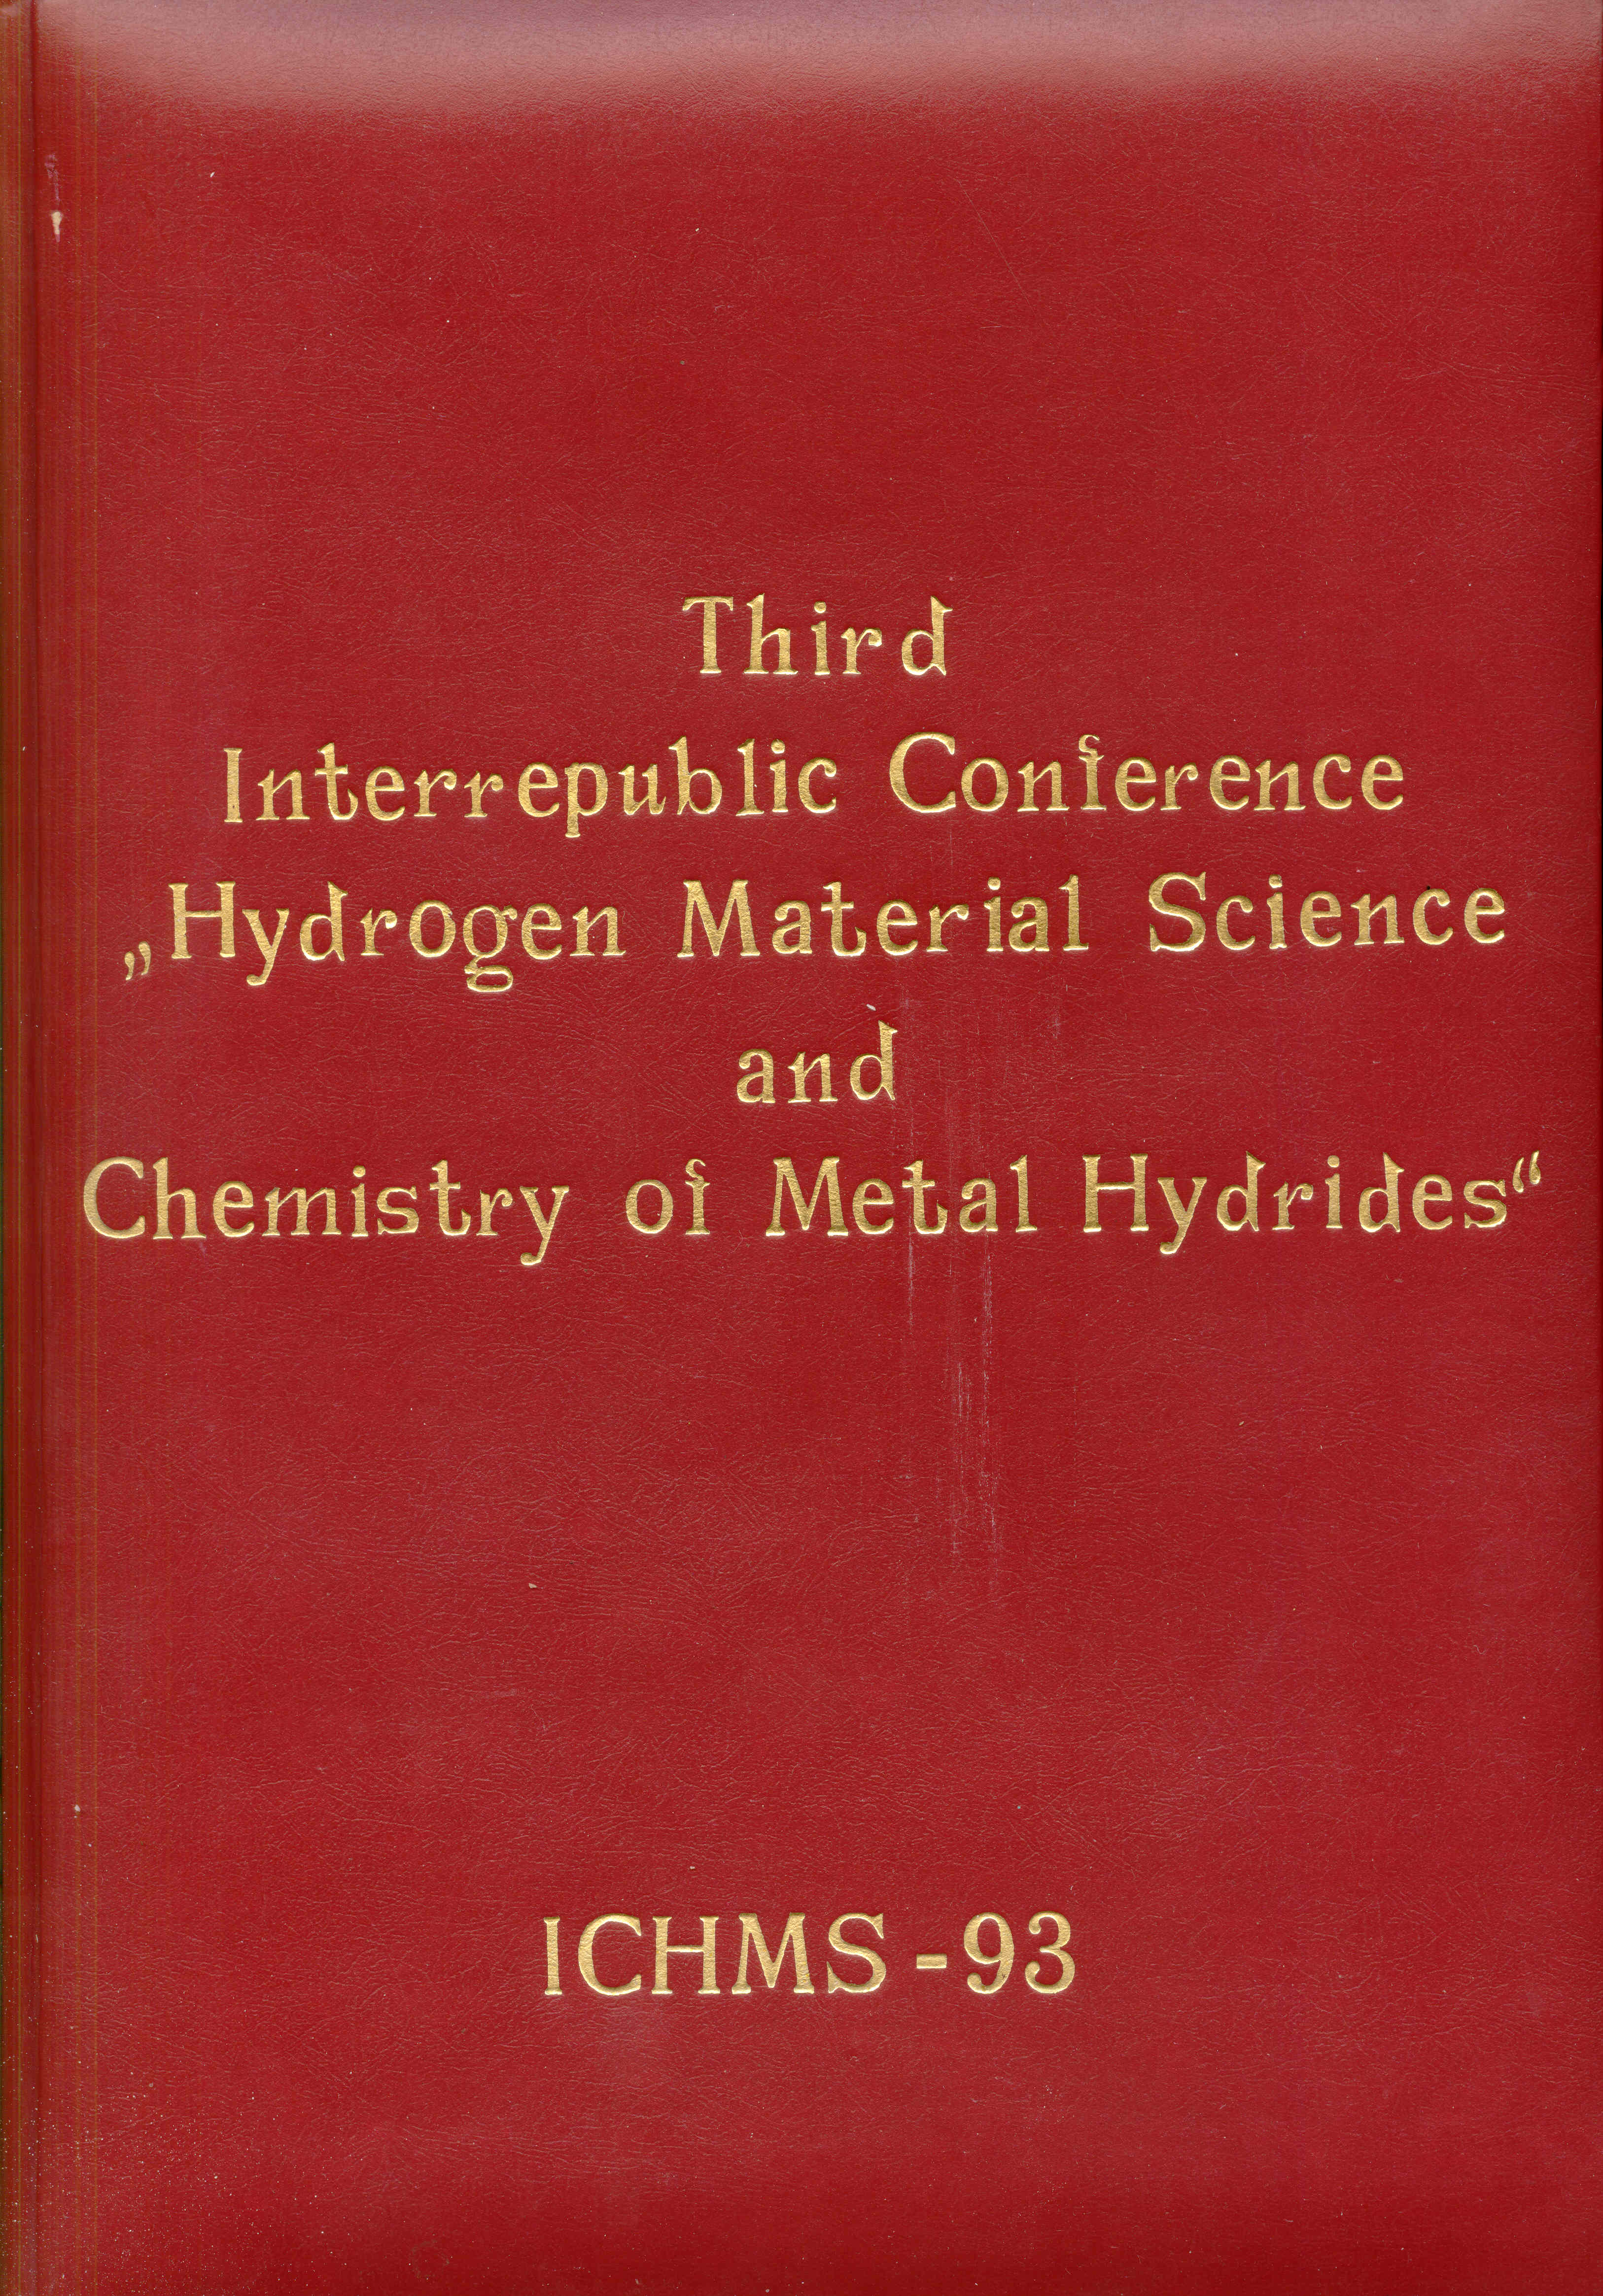 Third
Interrepublic Conference
„Hydrogen Material Science
and
Chemistry of Metal Hydrides“
ICHMS -93